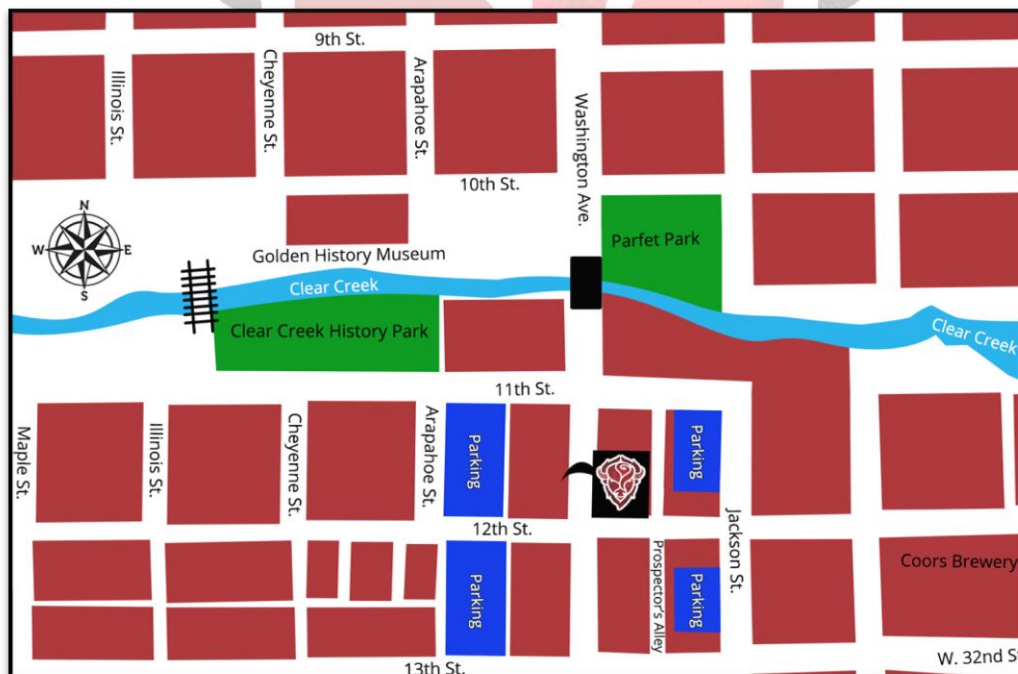 9th St.
Illinois St.
Cheyenne St.
Arapahoe St.
Washington Ave.
10th St.
N
W
E
S
Parfet Park
Golden History Museum
Clear Creek
Clear Creek History Park
Clear Creek
11th St.
Maple St.
Illinois St.
Cheyenne St.
Arapahoe St.
Parking
Parking
12th St.
Jackson St.
Prospector's Alley
Parking
Parking
Coors Brewery
13th St.
W. 32nd